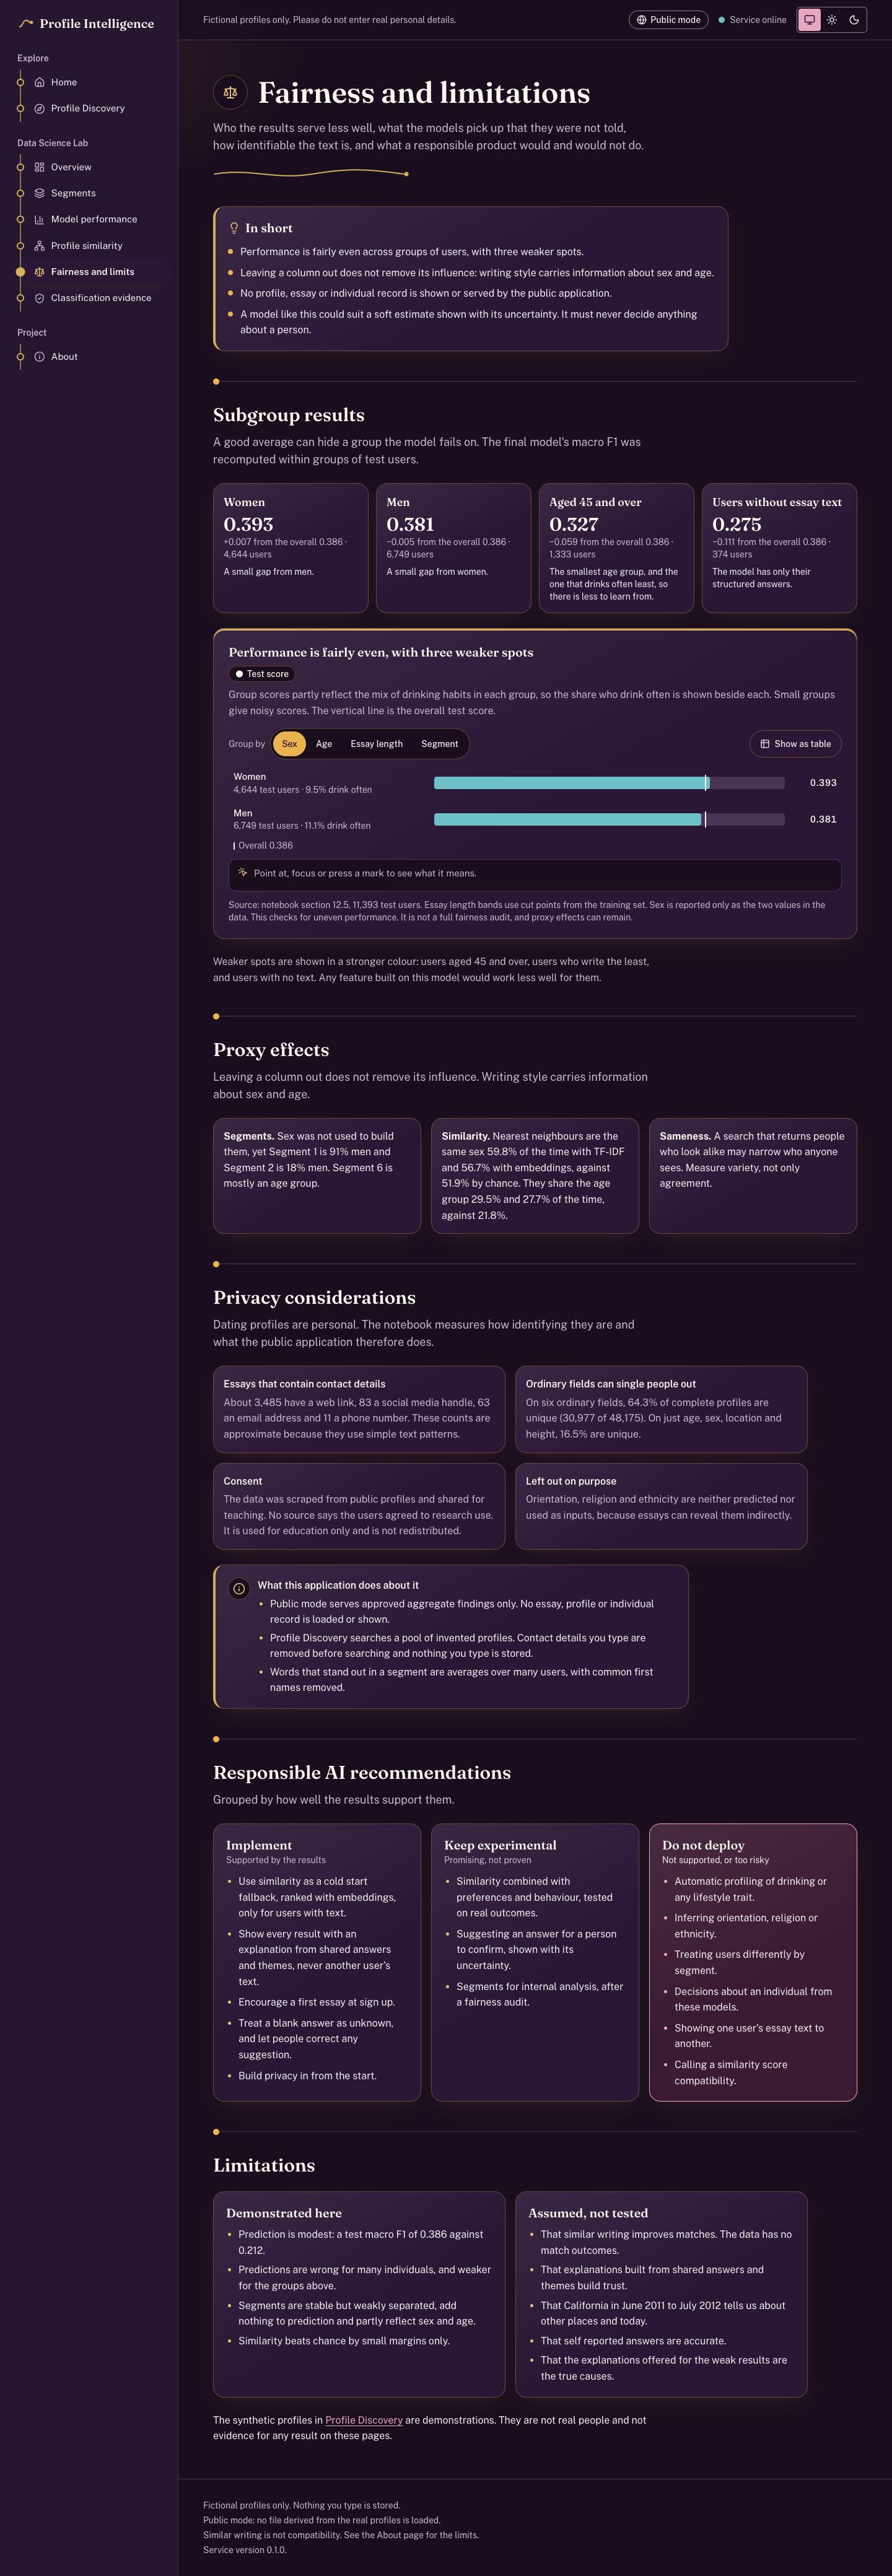 Profile Intelligence
Explore
Home
Profile Discovery
Data Science Lab
Overview
Segments
Model performance
Profile similarity
Fairness and limits
Classification evidence
Project
About
Fictional profiles only. Please do not enter real personal details.
Public mode
Service online
Fairness and limitations
Who the results serve less well, what the models pick up that they were not told,
how identifiable the text is, and what a responsible product would and would not do.
In short
Performance is fairly even across groups of users, with three weaker spots.
Leaving a column out does not remove its influence: writing style carries information about sex and age.
No profile, essay or individual record is shown or served by the public application.
A model like this could suit a soft estimate shown with its uncertainty. It must never decide anything
about a person.
Subgroup results
A good average can hide a group the model fails on. The final model's macro F1 was
recomputed within groups of test users.
Women
0.393
+0.007 from the overall 0.386 ·
4,644 users
A small gap from men.
Men
0.381
−0.005 from the overall 0.386 ·
6,749 users
A small gap from women.
Aged 45 and over
0.327
−0.059 from the overall 0.386 ·
1,333 users
The smallest age group, and the
one that drinks often least, so
there is less to learn from.
Users without essay text
0.275
−0.111 from the overall 0.386 ·
374 users
The model has only their
structured answers.
Performance is fairly even, with three weaker spots
Test score
Group scores partly reflect the mix of drinking habits in each group, so the share who drink often is shown beside each. Small groups
give noisy scores. The vertical line is the overall test score.
Group by
Sex
Age
Essay length
Segment
Show as table
Women
4,644 test users · 9.5% drink often
0.393
Men
6,749 test users · 11.1% drink often
0.381
Overall 0.386
Point at, focus or press a mark to see what it means.
Source: notebook section 12.5, 11,393 test users. Essay length bands use cut points from the training set. Sex is reported only as the two values in the
data. This checks for uneven performance. It is not a full fairness audit, and proxy effects can remain.
Weaker spots are shown in a stronger colour: users aged 45 and over, users who write the least,
and users with no text. Any feature built on this model would work less well for them.
Proxy effects
Leaving a column out does not remove its influence. Writing style carries information
about sex and age.
Segments. Sex was not used to build
them, yet Segment 1 is 91% men and
Segment 2 is 18% men. Segment 6 is
mostly an age group.
Similarity. Nearest neighbours are the
same sex 59.8% of the time with TF-IDF
and 56.7% with embeddings, against
51.9% by chance. They share the age
group 29.5% and 27.7% of the time,
against 21.8%.
Sameness. A search that returns people
who look alike may narrow who anyone
sees. Measure variety, not only
agreement.
Privacy considerations
Dating profiles are personal. The notebook measures how identifying they are and
what the public application therefore does.
Essays that contain contact details
About 3,485 have a web link, 83 a social media handle, 63
an email address and 11 a phone number. These counts are
approximate because they use simple text patterns.
Ordinary fields can single people out
On six ordinary fields, 64.3% of complete profiles are
unique (30,977 of 48,175). On just age, sex, location and
height, 16.5% are unique.
Consent
The data was scraped from public profiles and shared for
teaching. No source says the users agreed to research use.
It is used for education only and is not redistributed.
Left out on purpose
Orientation, religion and ethnicity are neither predicted nor
used as inputs, because essays can reveal them indirectly.
What this application does about it
Public mode serves approved aggregate findings only. No essay, profile or individual
record is loaded or shown.
Profile Discovery searches a pool of invented profiles. Contact details you type are
removed before searching and nothing you type is stored.
Words that stand out in a segment are averages over many users, with common first
names removed.
Responsible AI recommendations
Grouped by how well the results support them.
Implement
Supported by the results
Use similarity as a cold start
fallback, ranked with embeddings,
only for users with text.
Show every result with an
explanation from shared answers
and themes, never another user's
text.
Encourage a first essay at sign up.
Treat a blank answer as unknown,
and let people correct any
suggestion.
Build privacy in from the start.
Keep experimental
Promising, not proven
Similarity combined with
preferences and behaviour, tested
on real outcomes.
Suggesting an answer for a person
to confirm, shown with its
uncertainty.
Segments for internal analysis, after
a fairness audit.
Do not deploy
Not supported, or too risky
Automatic profiling of drinking or
any lifestyle trait.
Inferring orientation, religion or
ethnicity.
Treating users differently by
segment.
Decisions about an individual from
these models.
Showing one user's essay text to
another.
Calling a similarity score
compatibility.
Limitations
Demonstrated here
Prediction is modest: a test macro F1 of 0.386 against
0.212.
Predictions are wrong for many individuals, and weaker
for the groups above.
Segments are stable but weakly separated, add
nothing to prediction and partly reflect sex and age.
Similarity beats chance by small margins only.
Assumed, not tested
That similar writing improves matches. The data has no
match outcomes.
That explanations built from shared answers and
themes build trust.
That California in June 2011 to July 2012 tells us about
other places and today.
That self reported answers are accurate.
That the explanations offered for the weak results are
the true causes.
The synthetic profiles in Profile Discovery are demonstrations. They are not real people and not
evidence for any result on these pages.
Fictional profiles only. Nothing you type is stored.
Public mode: no file derived from the real profiles is loaded.
Similar writing is not compatibility. See the About page for the limits.
Service version 0.1.0.